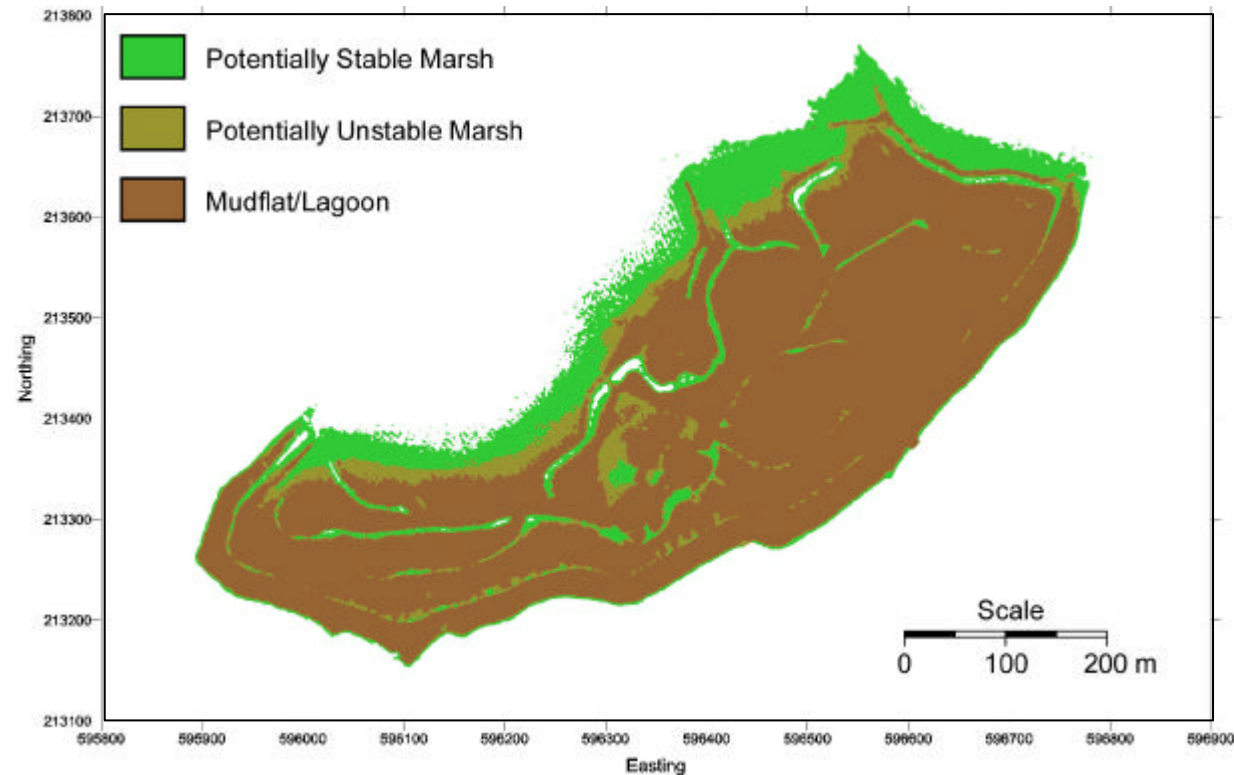 213800
Potentially Stable Marsh
213700
Potentially Unstable Marsh
Mudflat/Lagoon
213600
213500
Northing
213400
213300
Scale
213200
0 100 200 m
213100
595800 595900 596000 596100 596200 596300 596400 596500 596600 596700 596800 596900
Easting